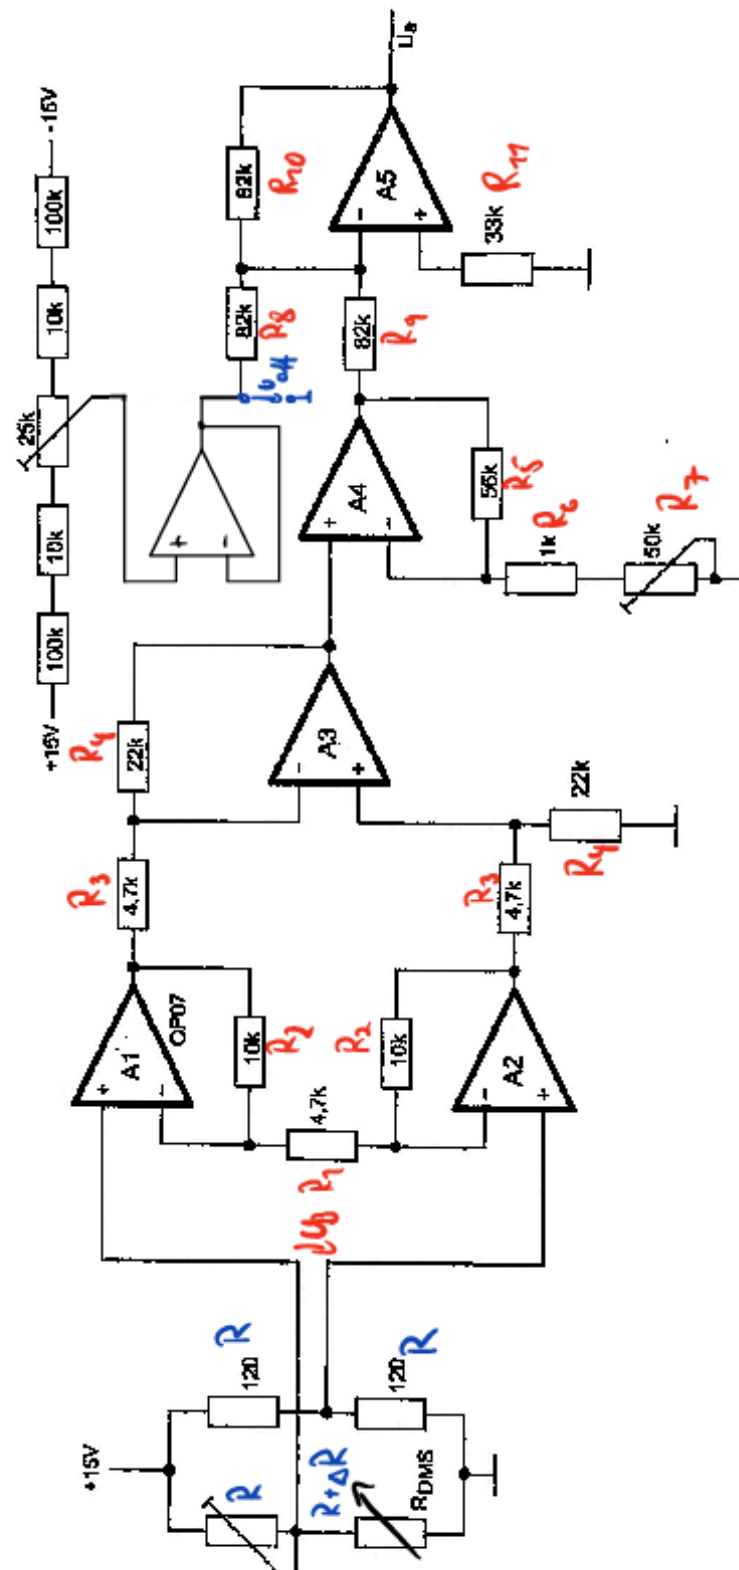 +15V
100k
10k
25k
10k
100k
-15V
+15V
R
120
R
R+ΔR
R_DMS
120
R
U_B
+
-
A1
OP07
10k
R2
4,7k
R1
10k
R2
-
+
A2
R3
4,7k
R4
22k
R3
4,7k
22k
R4
-
+
A3
+
-
U_off
+
-
A4
56k
R5
1k
R6
50k
R7
82k
R8
82k
R9
82k
R10
-
+
A5
33k
R11
U_a